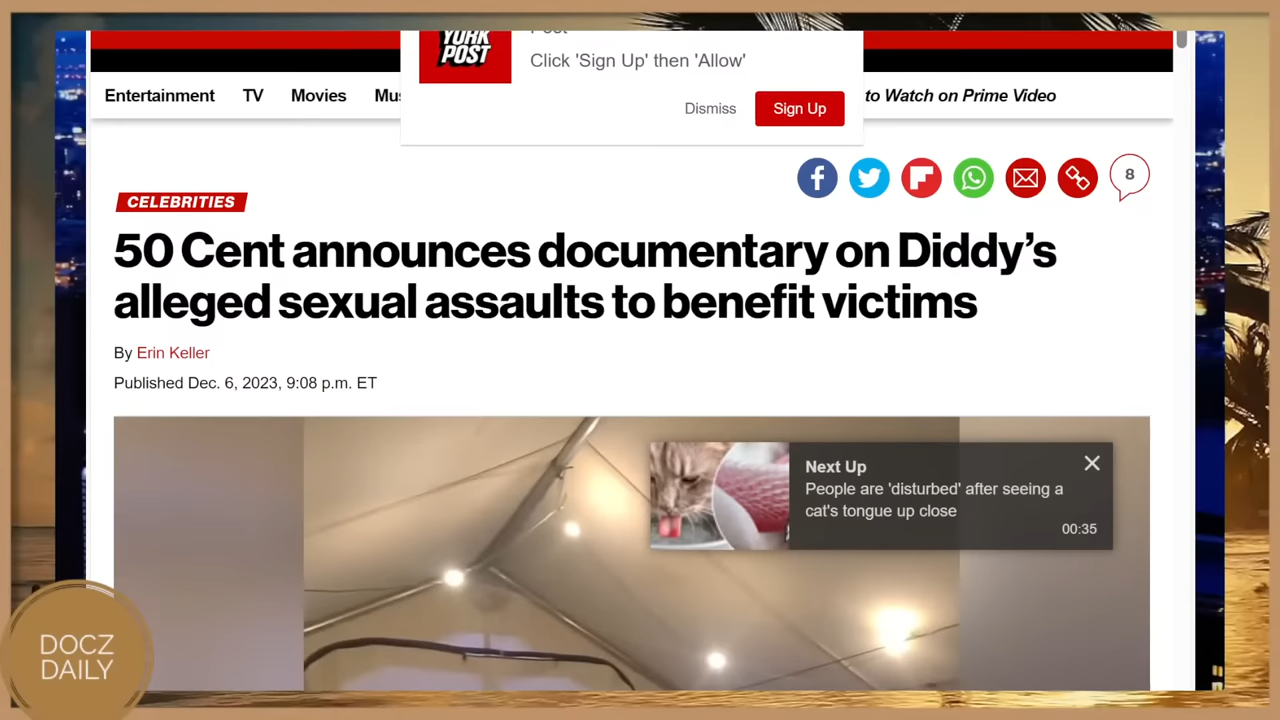 YORK
POST
Post
Click 'Sign Up' then 'Allow'
Dismiss
Sign Up
Entertainment TV Movies Mus to Watch on Prime Video
8
CELEBRITIES
50 Cent announces documentary on Diddy’s
alleged sexual assaults to benefit victims
By Erin Keller
Published Dec. 6, 2023, 9:08 p.m. ET
Next Up
People are 'disturbed' after seeing a
cat's tongue up close
00:35
DOCZ
DAILY